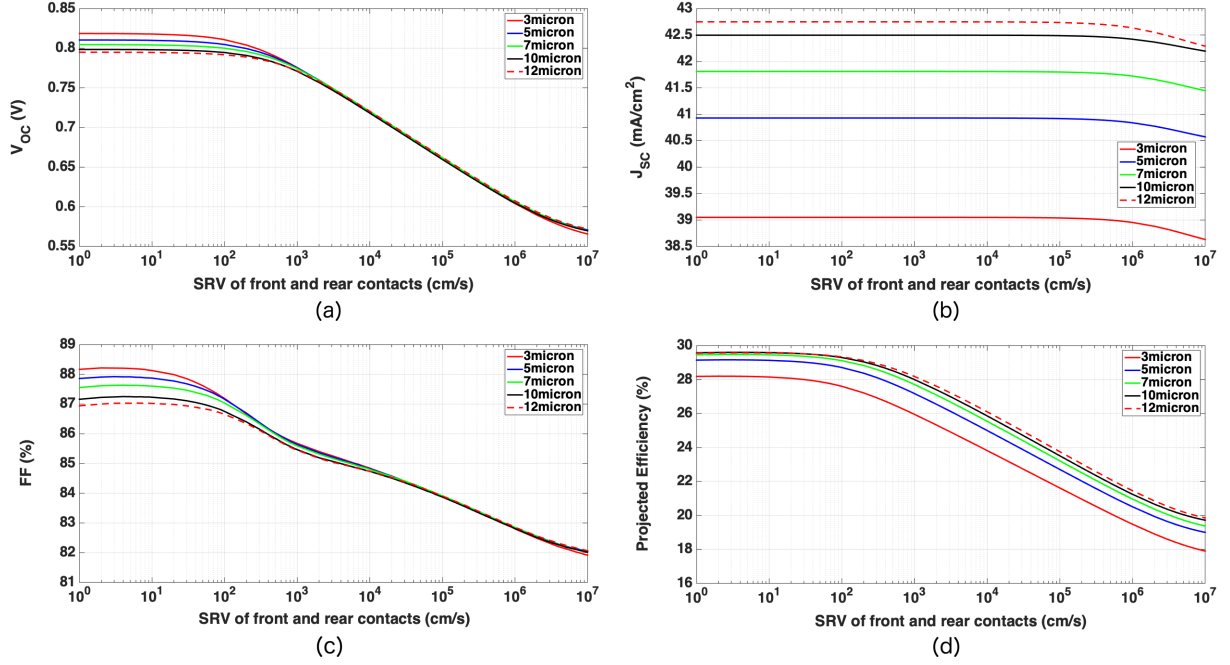 0.85
0.8
0.75
0.7
0.65
0.6
0.55
V_OC (V)
10^0 10^1 10^2 10^3 10^4 10^5 10^6 10^7
SRV of front and rear contacts (cm/s)
3micron
5micron
7micron
10micron
12micron
(a)
43
42.5
42
41.5
41
40.5
40
39.5
39
38.5
J_SC (mA/cm^2)
10^0 10^1 10^2 10^3 10^4 10^5 10^6 10^7
SRV of front and rear contacts (cm/s)
3micron
5micron
7micron
10micron
12micron
(b)
89
88
87
86
85
84
83
82
81
FF (%)
10^0 10^1 10^2 10^3 10^4 10^5 10^6 10^7
SRV of front and rear contacts (cm/s)
3micron
5micron
7micron
10micron
12micron
(c)
30
28
26
24
22
20
18
16
Projected Efficiency (%)
10^0 10^1 10^2 10^3 10^4 10^5 10^6 10^7
SRV of front and rear contacts (cm/s)
3micron
5micron
7micron
10micron
12micron
(d)